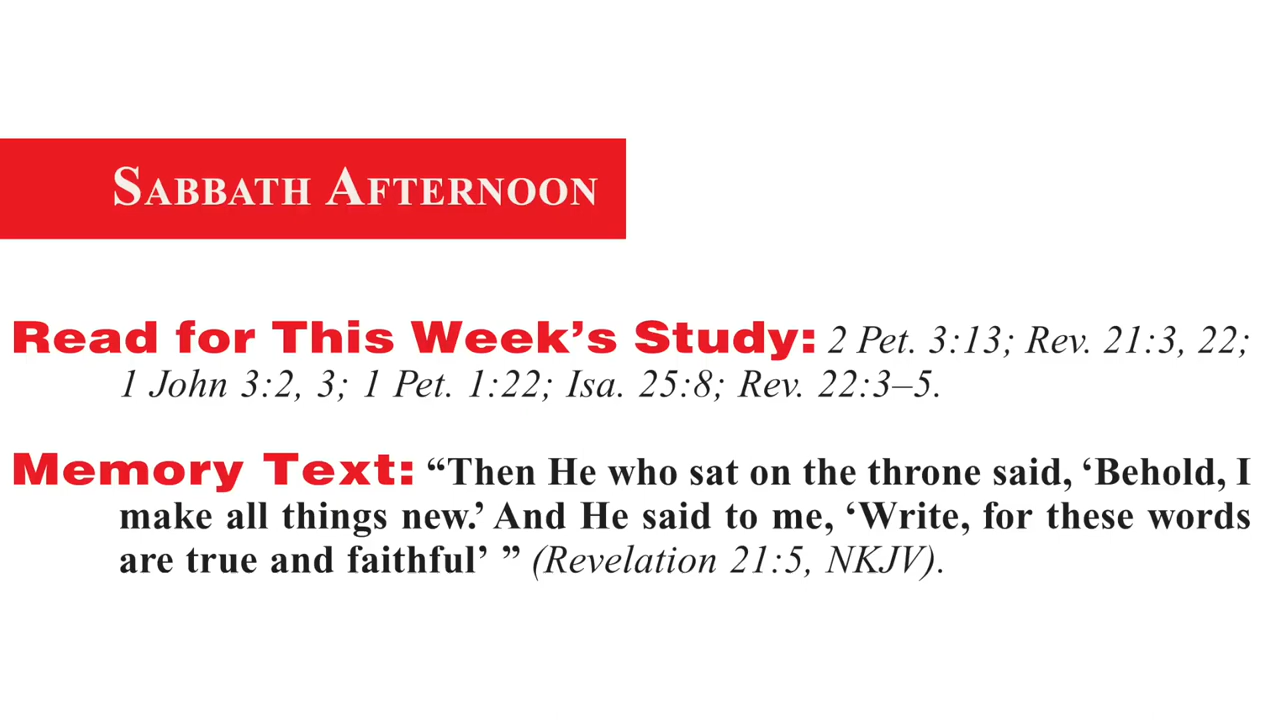 SABBATH AFTERNOON
Read for This Week’s Study: 2 Pet. 3:13; Rev. 21:3, 22;
1 John 3:2, 3; 1 Pet. 1:22; Isa. 25:8; Rev. 22:3–5.
Memory Text: “Then He who sat on the throne said, ‘Behold, I
make all things new.’ And He said to me, ‘Write, for these words
are true and faithful’ ” (Revelation 21:5, NKJV).